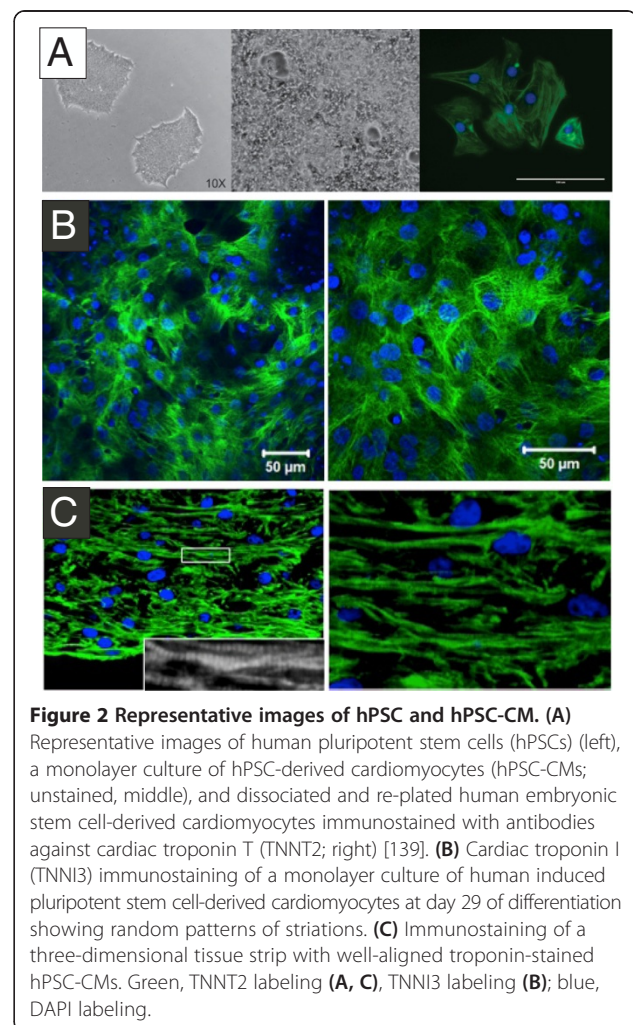 A
10X
B
50 µm
50 µm
C
Figure 2 Representative images of hPSC and hPSC-CM. (A)
Representative images of human pluripotent stem cells (hPSCs) (left),
a monolayer culture of hPSC-derived cardiomyocytes (hPSC-CMs;
unstained, middle), and dissociated and re-plated human embryonic
stem cell-derived cardiomyocytes immunostained with antibodies
against cardiac troponin T (TNNT2; right) [139]. (B) Cardiac troponin I
(TNNI3) immunostaining of a monolayer culture of human induced
pluripotent stem cell-derived cardiomyocytes at day 29 of differentiation
showing random patterns of striations. (C) Immunostaining of a
three-dimensional tissue strip with well-aligned troponin-stained
hPSC-CMs. Green, TNNT2 labeling (A, C), TNNI3 labeling (B); blue,
DAPI labeling.